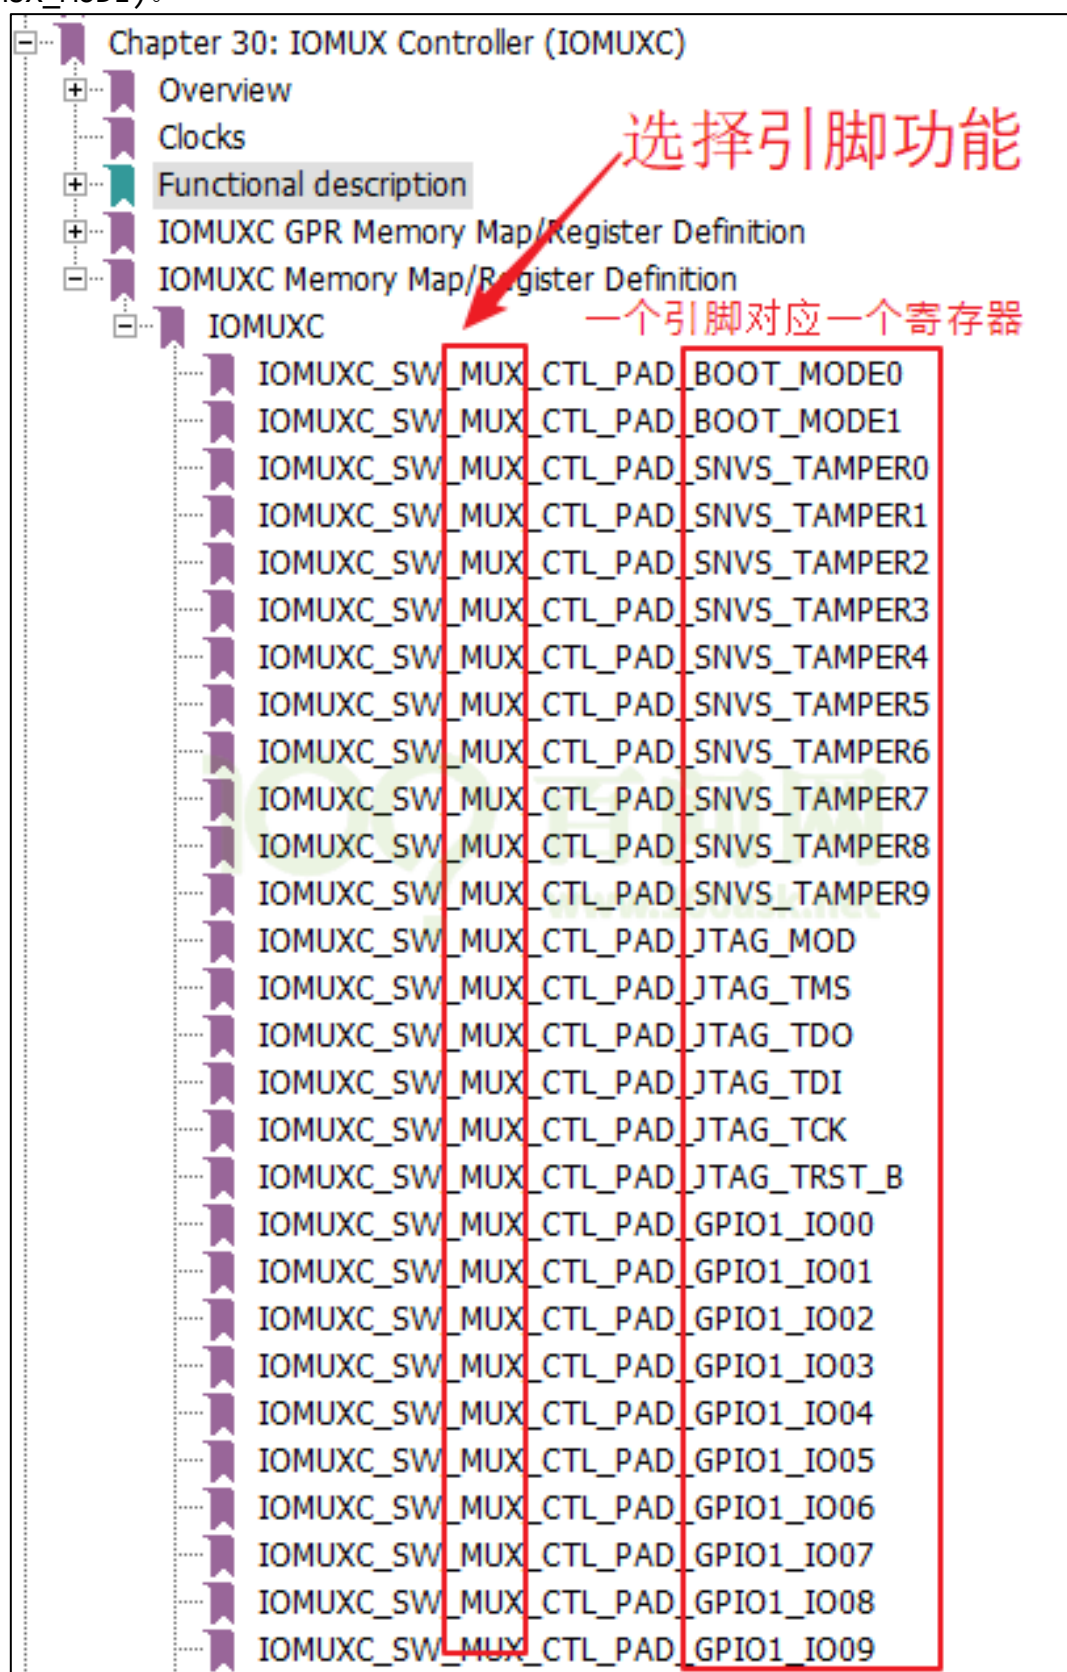 Chapter 30: IOMUX Controller (IOMUXC)
Overview
Clocks
选择引脚功能
Functional description
IOMUXC GPR Memory Map/Register Definition
IOMUXC Memory Map/Register Definition
IOMUXC
一个引脚对应一个寄存器
IOMUXC_SW_MUX_CTL_PAD_BOOT_MODE0
IOMUXC_SW_MUX_CTL_PAD_BOOT_MODE1
IOMUXC_SW_MUX_CTL_PAD_SNVS_TAMPER0
IOMUXC_SW_MUX_CTL_PAD_SNVS_TAMPER1
IOMUXC_SW_MUX_CTL_PAD_SNVS_TAMPER2
IOMUXC_SW_MUX_CTL_PAD_SNVS_TAMPER3
IOMUXC_SW_MUX_CTL_PAD_SNVS_TAMPER4
IOMUXC_SW_MUX_CTL_PAD_SNVS_TAMPER5
IOMUXC_SW_MUX_CTL_PAD_SNVS_TAMPER6
IOMUXC_SW_MUX_CTL_PAD_SNVS_TAMPER7
IOMUXC_SW_MUX_CTL_PAD_SNVS_TAMPER8
IOMUXC_SW_MUX_CTL_PAD_SNVS_TAMPER9
IOMUXC_SW_MUX_CTL_PAD_JTAG_MOD
IOMUXC_SW_MUX_CTL_PAD_JTAG_TMS
IOMUXC_SW_MUX_CTL_PAD_JTAG_TDO
IOMUXC_SW_MUX_CTL_PAD_JTAG_TDI
IOMUXC_SW_MUX_CTL_PAD_JTAG_TCK
IOMUXC_SW_MUX_CTL_PAD_JTAG_TRST_B
IOMUXC_SW_MUX_CTL_PAD_GPIO1_IO00
IOMUXC_SW_MUX_CTL_PAD_GPIO1_IO01
IOMUXC_SW_MUX_CTL_PAD_GPIO1_IO02
IOMUXC_SW_MUX_CTL_PAD_GPIO1_IO03
IOMUXC_SW_MUX_CTL_PAD_GPIO1_IO04
IOMUXC_SW_MUX_CTL_PAD_GPIO1_IO05
IOMUXC_SW_MUX_CTL_PAD_GPIO1_IO06
IOMUXC_SW_MUX_CTL_PAD_GPIO1_IO07
IOMUXC_SW_MUX_CTL_PAD_GPIO1_IO08
IOMUXC_SW_MUX_CTL_PAD_GPIO1_IO09